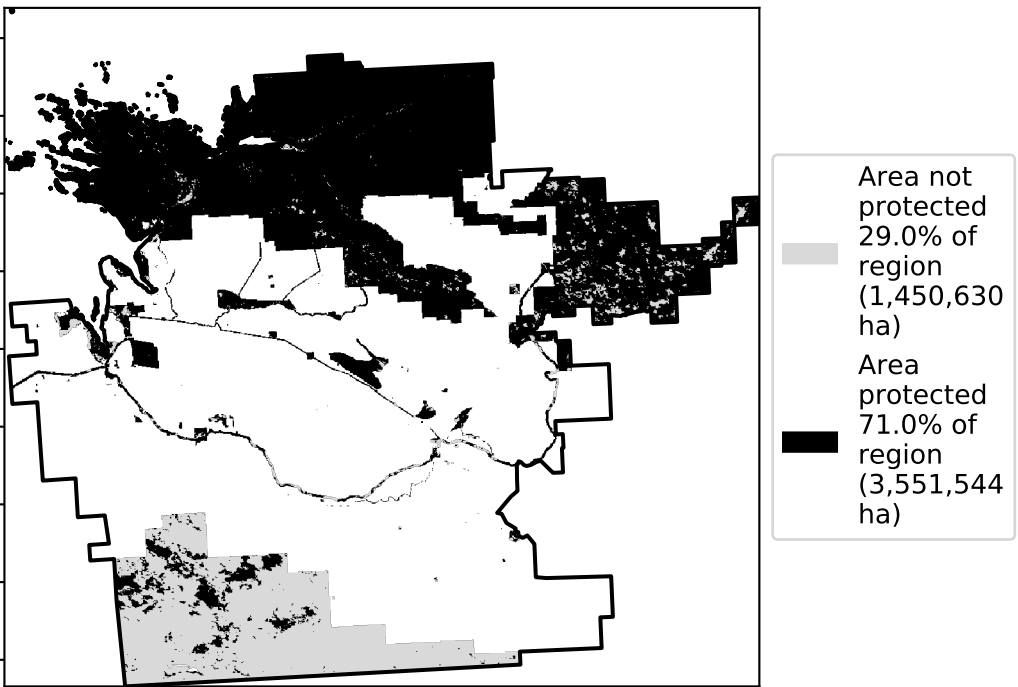 Area not
protected
29.0% of
region
(1,450,630
ha)
Area
protected
71.0% of
region
(3,551,544
ha)